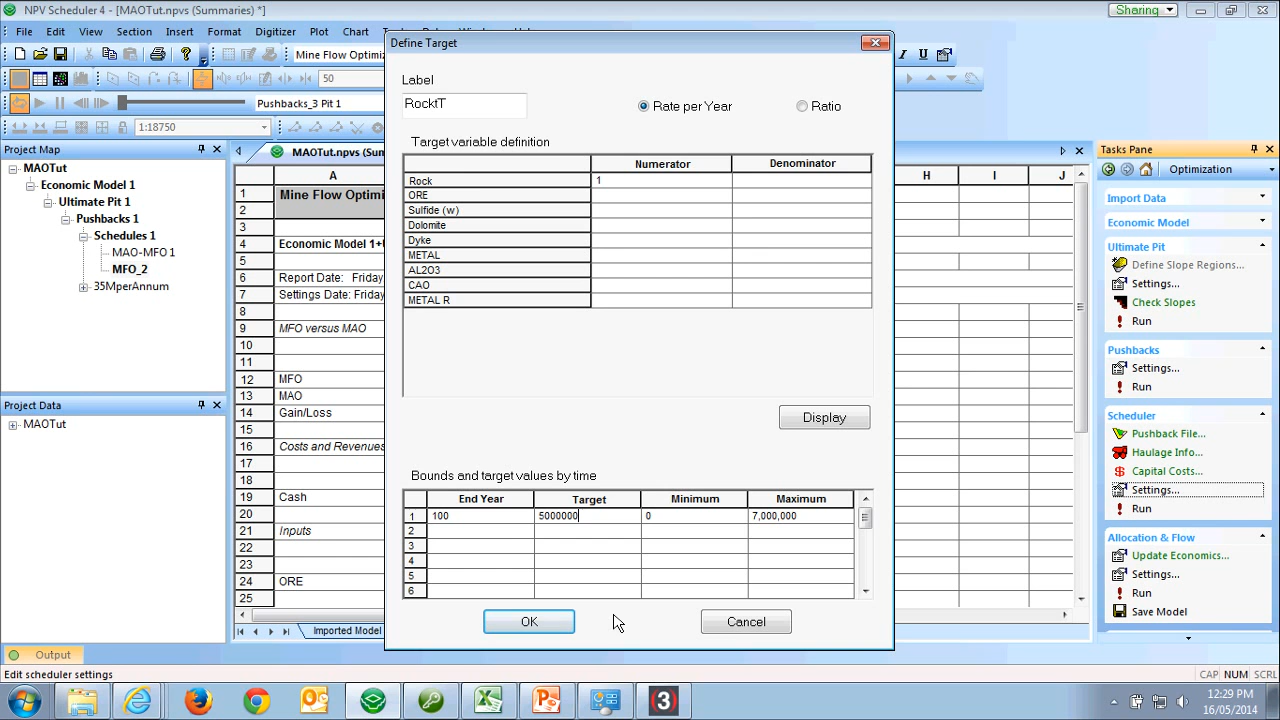 NPV Scheduler 4 - [MAOTut.npvs (Summaries) *]
Sharing
File Edit View Section Insert Format Digitizer Plot Chart
Mine Flow Optimiz
50
Pushbacks_3 Pit 1
1:18750
Project Map
MAOTut
Economic Model 1
Ultimate Pit 1
Pushbacks 1
Schedules 1
MAO-MFO 1
MFO_2
35MperAnnum
Project Data
MAOTut
MAOTut.npvs (Sum
A H I J
1 Mine Flow Optimi
2
3
4 Economic Model 1+
5
6 Report Date: Friday
7 Settings Date: Friday
8
9 MFO versus MAO
10
11
12 MFO
13 MAO
14 Gain/Loss
15
16 Costs and Revenues
17
18
19 Cash
20
21 Inputs
22
23
24 ORE
25
Imported Model
Define Target
Label
RocktT
Rate per Year
Ratio
Target variable definition
Numerator Denominator
Rock 1
ORE
Sulfide (w)
Dolomite
Dyke
METAL
AL2O3
CAO
METAL R
Display
Bounds and target values by time
End Year Target Minimum Maximum
1 100 5000000 0 7,000,000
2
3
4
5
6
OK
Cancel
Tasks Pane
Optimization
Import Data
Economic Model
Ultimate Pit
Define Slope Regions...
Settings...
Check Slopes
Run
Pushbacks
Settings...
Run
Scheduler
Pushback File...
Haulage Info...
Capital Costs...
Settings...
Run
Allocation & Flow
Update Economics...
Settings...
Run
Save Model
Output
Edit scheduler settings
CAP NUM SCRL
12:29 PM
16/05/2014